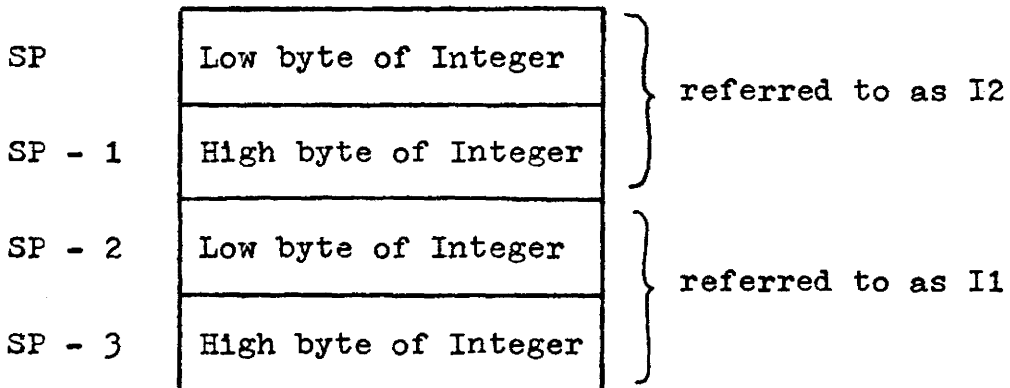 SP Low byte of Integer
referred to as I2
SP - 1 High byte of Integer
SP - 2 Low byte of Integer
referred to as I1
SP - 3 High byte of Integer